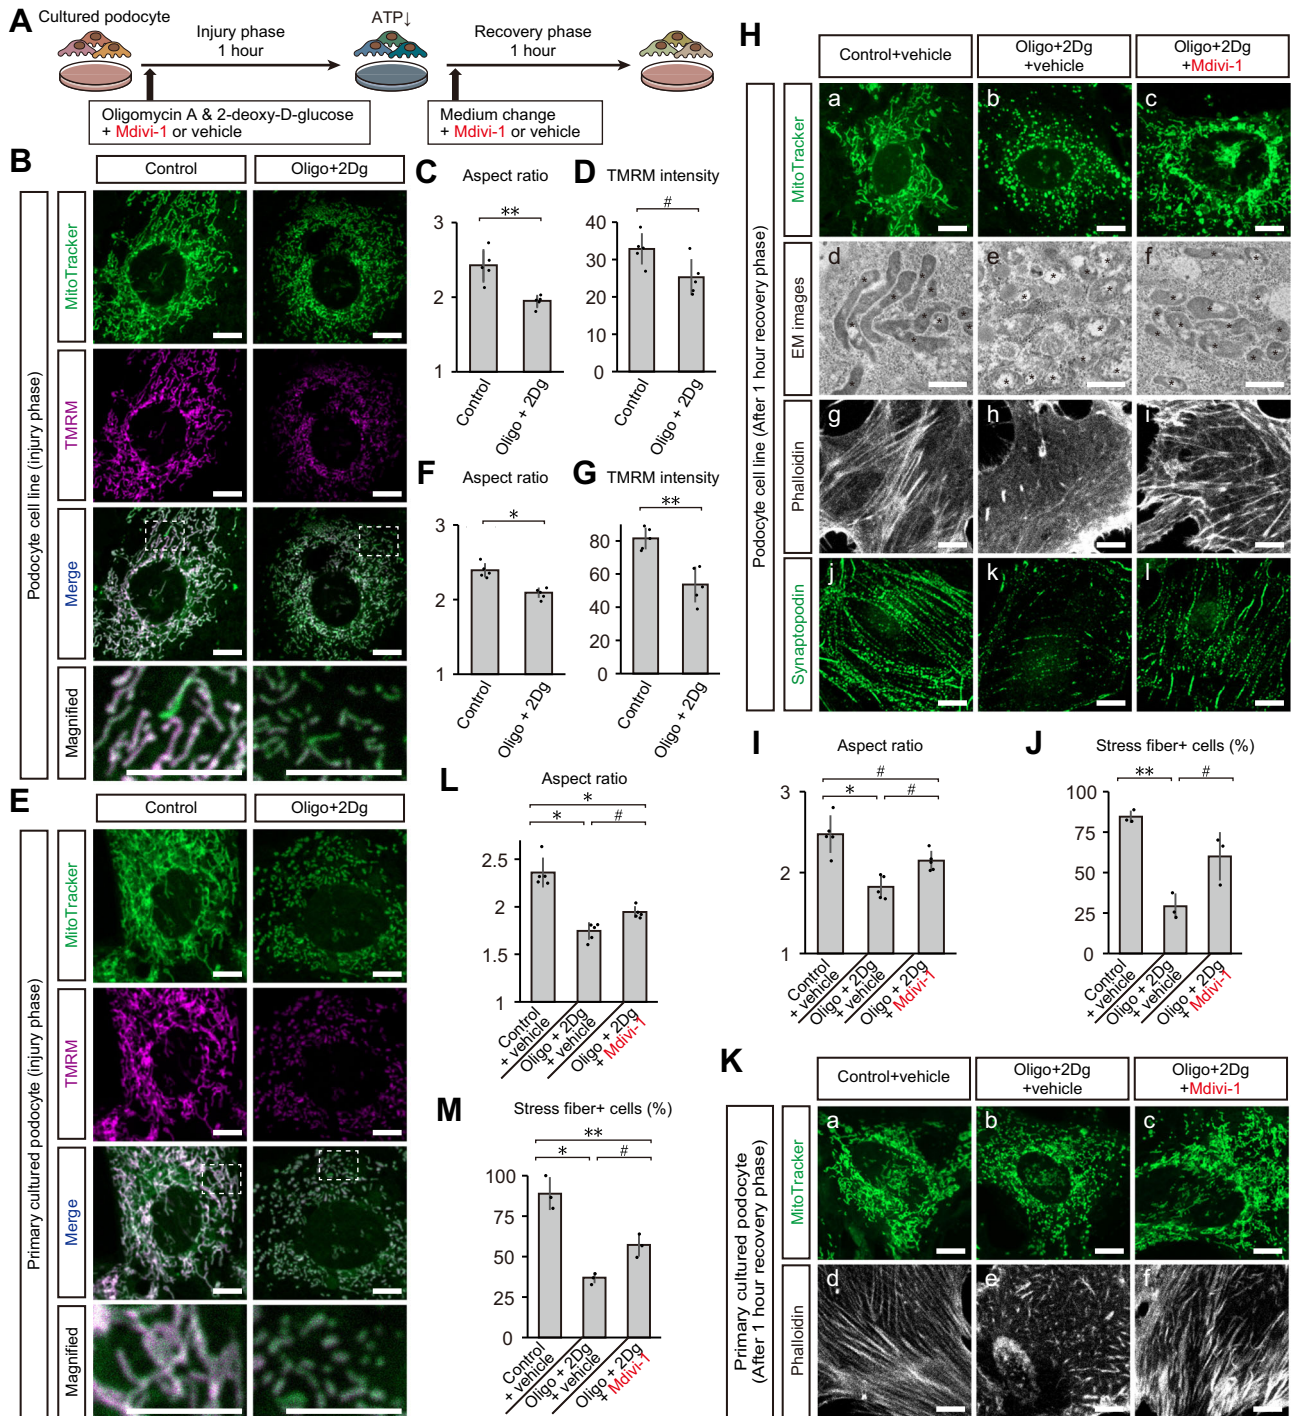 A
Cultured podocyte
Injury phase
1 hour
ATP↓
Recovery phase
1 hour
Oligomycin A & 2-deoxy-D-glucose
+ Mdivi-1 or vehicle
Medium change
+ Mdivi-1 or vehicle
B
Podocyte cell line (injury phase)
Control
Oligo+2Dg
MitoTracker
TMRM
Merge
Magnified
C
Aspect ratio
**
3
2
1
Control
Oligo + 2Dg
D
TMRM intensity
#
40
30
20
10
0
Control
Oligo + 2Dg
E
Primary cultured podocyte (injury phase)
Control
Oligo+2Dg
MitoTracker
TMRM
Merge
Magnified
F
Aspect ratio
*
3
2
1
Control
Oligo + 2Dg
G
TMRM intensity
**
80
60
40
20
0
Control
Oligo + 2Dg
H
Podocyte cell line (After 1 hour recovery phase)
Control+vehicle
Oligo+2Dg
+vehicle
Oligo+2Dg
+Mdivi-1
MitoTracker
a
b
c
EM images
d
e
f
Phalloidin
g
h
i
Synaptopodin
j
k
l
I
Aspect ratio
#
*
#
3
2
1
Control
+ vehicle
Oligo + 2Dg
+ vehicle
Oligo + 2Dg
+ Mdivi-1
J
Stress fiber+ cells (%)
**
#
100
75
50
25
0
Control
+ vehicle
Oligo + 2Dg
+ vehicle
Oligo + 2Dg
+ Mdivi-1
K
Primary cultured podocyte
(After 1 hour recovery phase)
Control+vehicle
Oligo+2Dg
+vehicle
Oligo+2Dg
+Mdivi-1
MitoTracker
a
b
c
Phalloidin
d
e
f
L
Aspect ratio
*
*
#
2.5
2
1.5
1
Control
+ vehicle
Oligo + 2Dg
+ vehicle
Oligo + 2Dg
+ Mdivi-1
M
Stress fiber+ cells (%)
**
*
#
100
75
50
25
0
Control
+ vehicle
Oligo + 2Dg
+ vehicle
Oligo + 2Dg
+ Mdivi-1